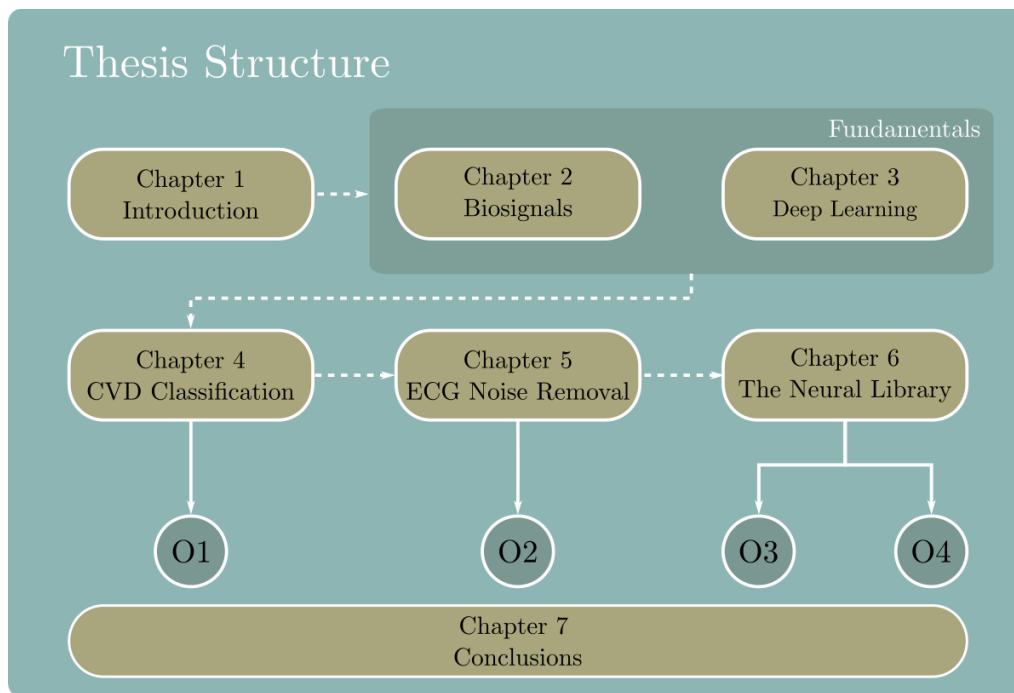 Thesis Structure
Fundamentals
Chapter 1
Introduction
Chapter 2
Biosignals
Chapter 3
Deep Learning
Chapter 4
CVD Classification
Chapter 5
ECG Noise Removal
Chapter 6
The Neural Library
O1
O2
O3
O4
Chapter 7
Conclusions